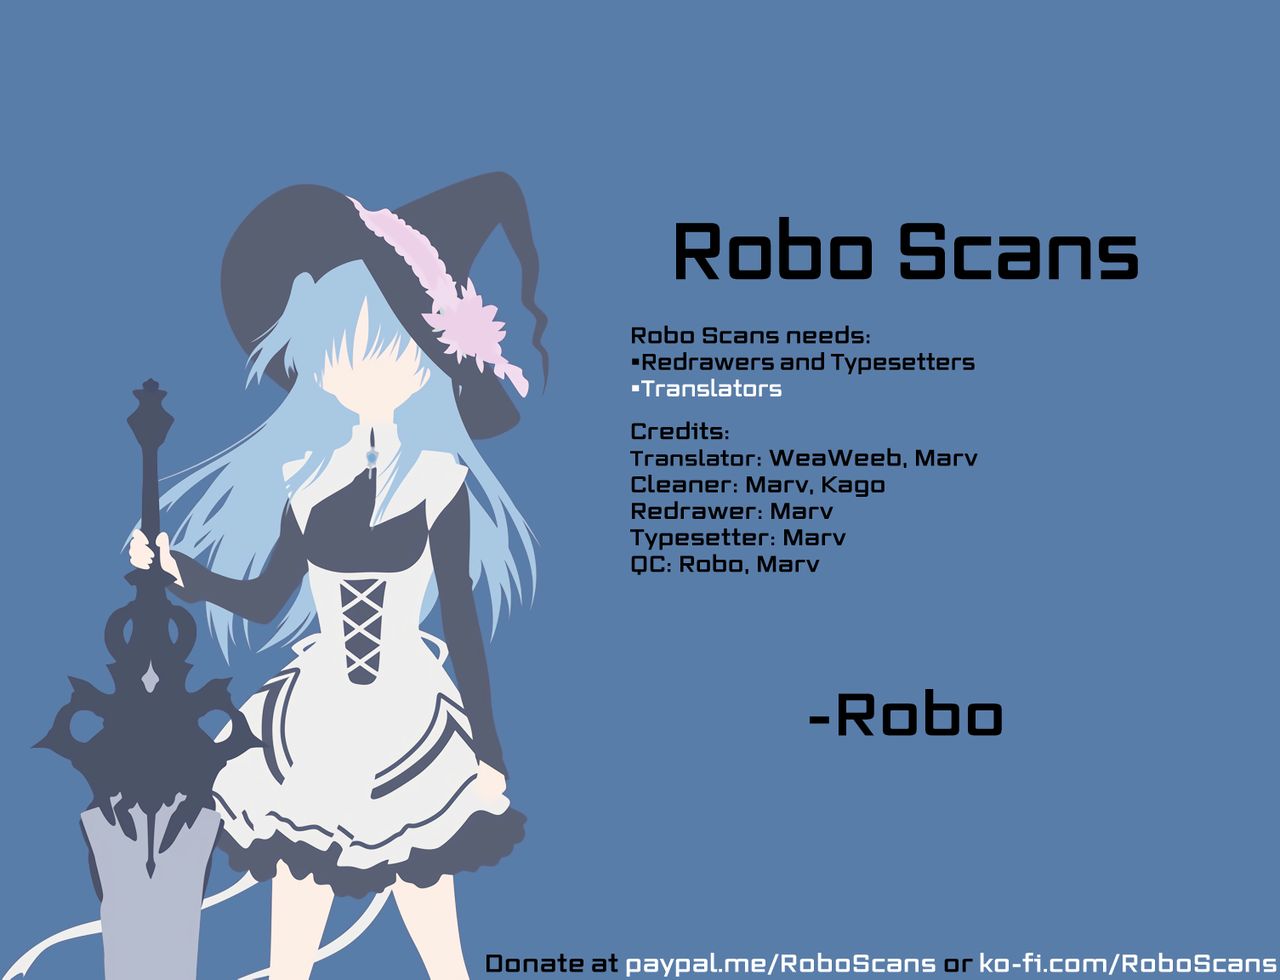 Robo Scans
Robo Scans needs:
▪Redrawers and Typesetters
▪Translators
Credits:
Translator: WeaWeeb, Marv
Cleaner: Marv, Kago
Redrawer: Marv
Typesetter: Marv
QC: Robo, Marv
-Robo
Donate at paypal.me/RoboScans or ko-fi.com/RoboScans